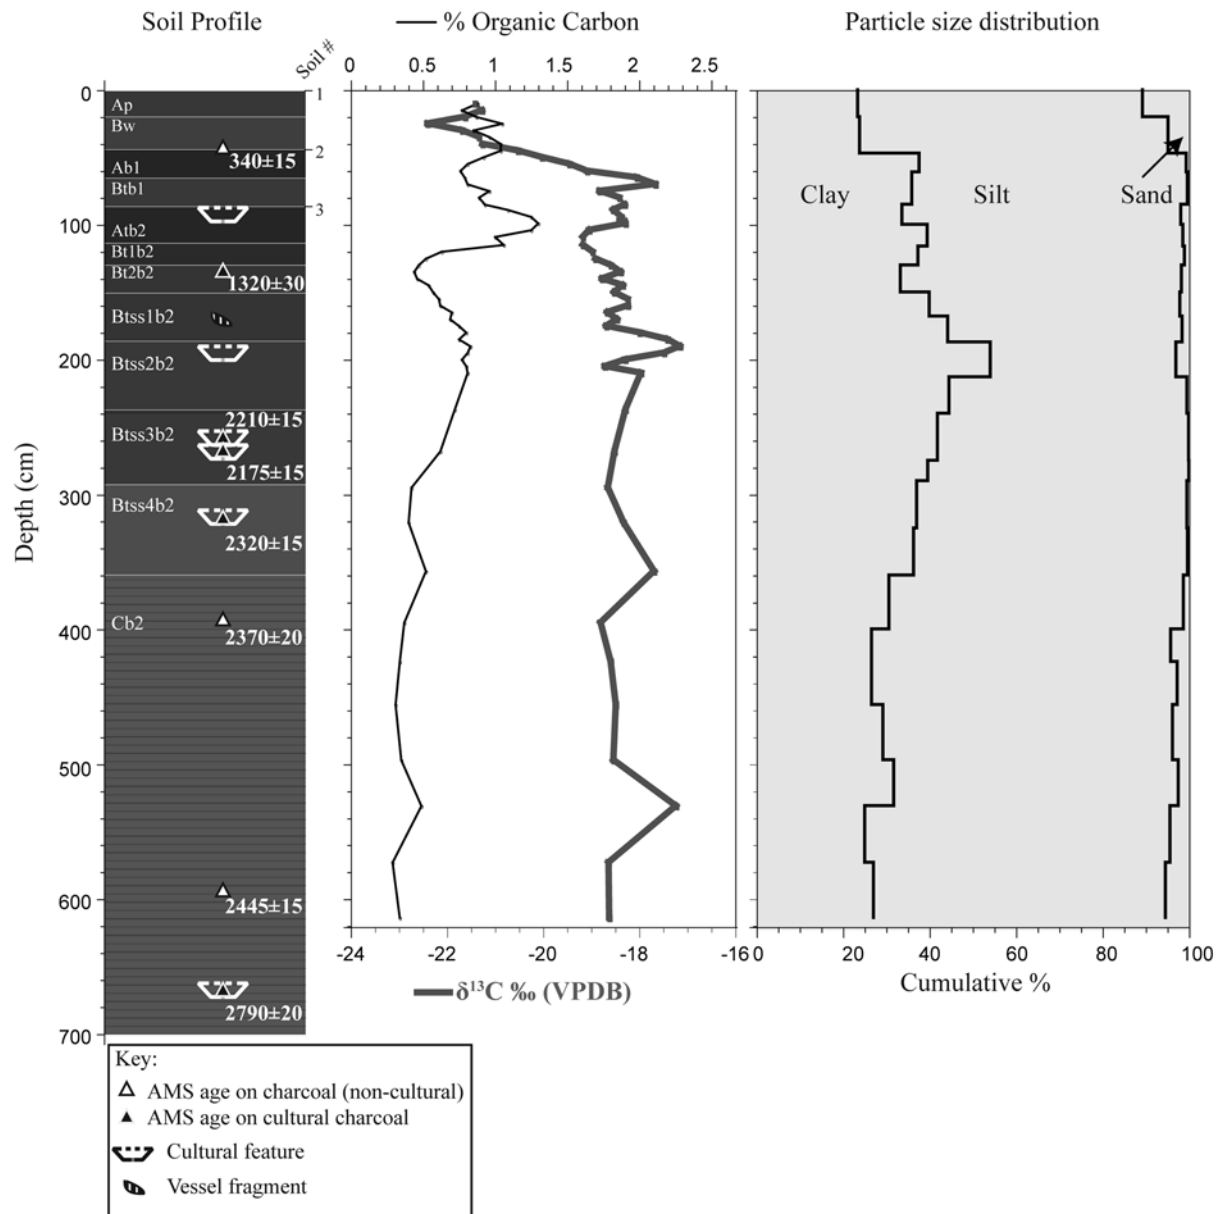 Soil Profile
Soil #
% Organic Carbon
Particle size distribution
0 0.5 1 1.5 2 2.5
0
100
200
300
400
500
600
700
Depth (cm)
1
2
3
Ap
Bw
340±15
Ab1
Btb1
Atb2
Bt1b2
Bt2b2
1320±30
Btss1b2
Btss2b2
2210±15
Btss3b2
2175±15
Btss4b2
2320±15
Cb2
2370±20
2445±15
2790±20
-24 -22 -20 -18 -16
δ¹³C ‰ (VPDB)
Clay Silt Sand
0 20 40 60 80 100
Cumulative %
Key:
AMS age on charcoal (non-cultural)
AMS age on cultural charcoal
Cultural feature
Vessel fragment